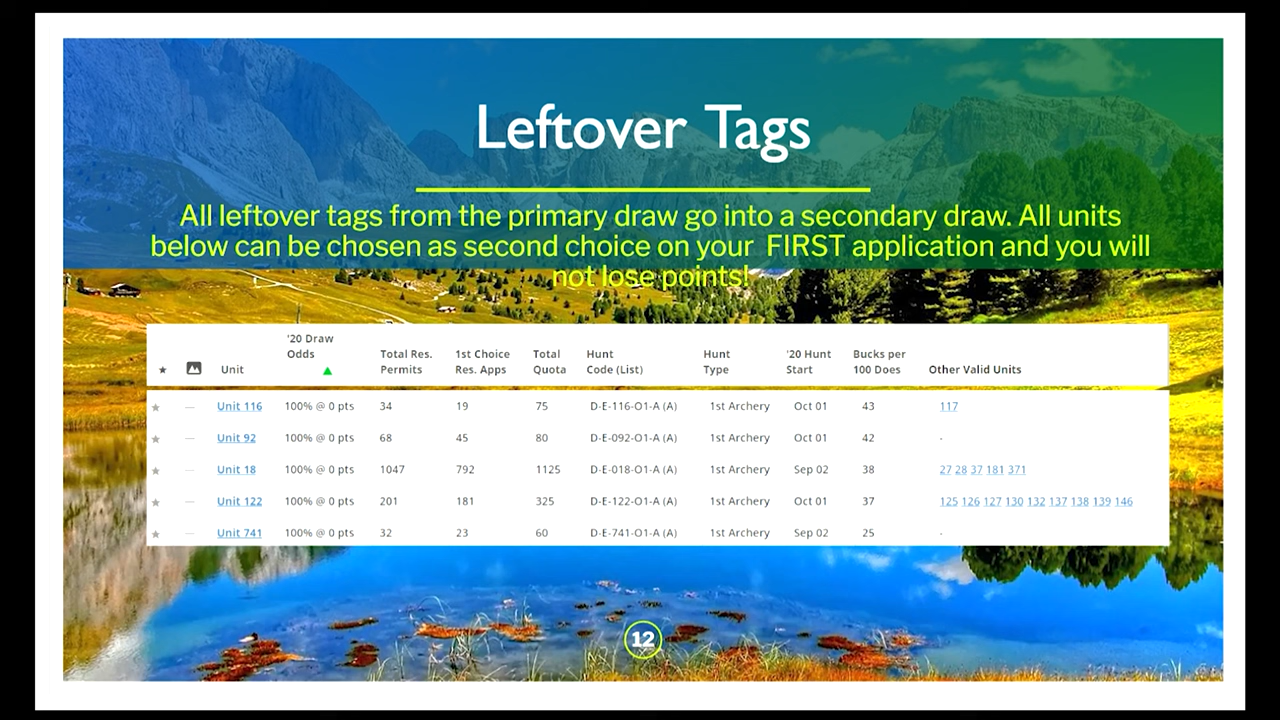 Leftover Tags
All leftover tags from the primary draw go into a secondary draw. All units
below can be chosen as second choice on your FIRST application and you will
not lose points!
'20 Draw Odds Total Res. Permits 1st Choice Res. Apps Total Quota Hunt Code (List) Hunt Type '20 Hunt Start Bucks per 100 Does Other Valid Units Unit
Unit 116 100% @ 0 pts 34 19 75 D-E-116-O1-A (A) 1st Archery Oct 01 43 117
Unit 92 100% @ 0 pts 68 45 80 D-E-092-O1-A (A) 1st Archery Oct 01 42 -
Unit 18 100% @ 0 pts 1047 792 1125 D-E-018-O1-A (A) 1st Archery Sep 02 38 27 28 37 181 371
Unit 122 100% @ 0 pts 201 181 325 D-E-122-O1-A (A) 1st Archery Oct 01 37 125 126 127 130 132 137 138 139 146
Unit 741 100% @ 0 pts 32 23 60 D-E-741-O1-A (A) 1st Archery Sep 02 25 -
12